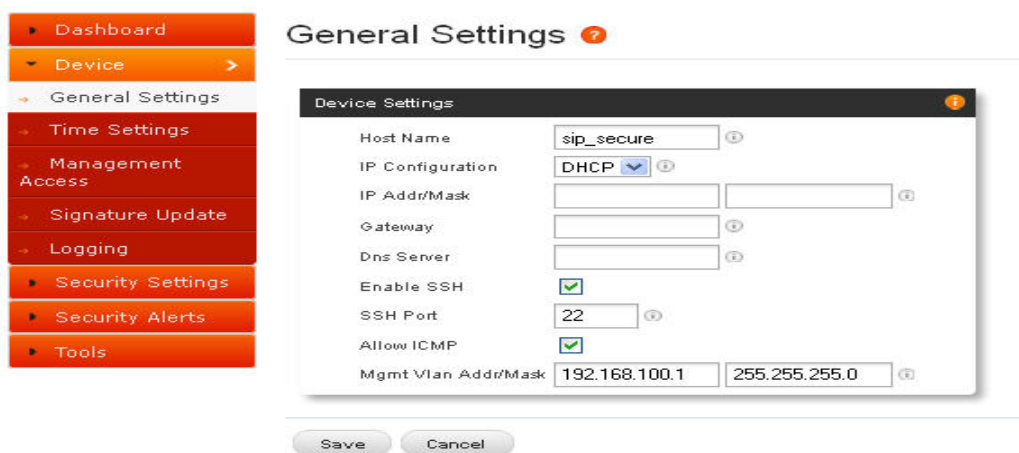 Dashboard
Device
General Settings
Time Settings
Management
Access
Signature Update
Logging
Security Settings
Security Alerts
Tools
General Settings ?
Device Settings
Host Name sip_secure
IP Configuration DHCP
IP Addr/Mask
Gateway
Dns Server
Enable SSH
SSH Port 22
Allow ICMP
Mgmt Vlan Addr/Mask 192.168.100.1 255.255.255.0
Save Cancel